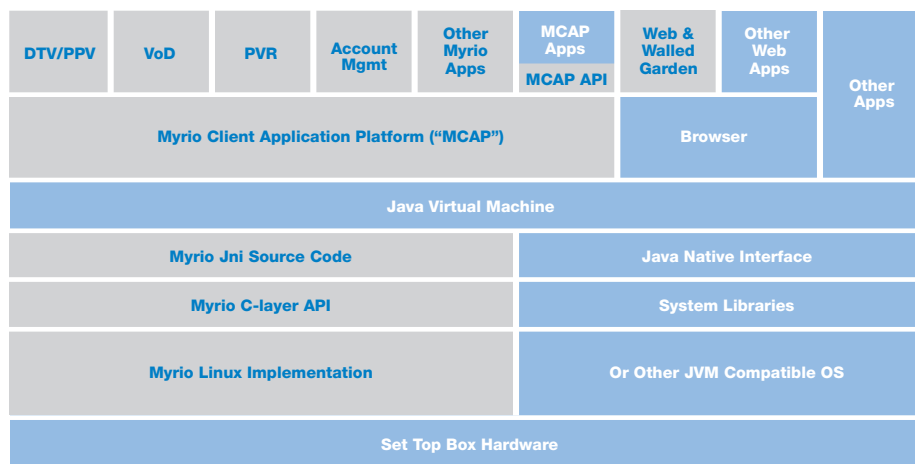 DTV/PPV
VoD
PVR
Account
Mgmt
Other
Myrio
Apps
MCAP
Apps
MCAP API
Web &
Walled
Garden
Other
Web
Apps
Other
Apps
Myrio Client Application Platform (“MCAP”)
Browser
Java Virtual Machine
Myrio Jni Source Code
Java Native Interface
Myrio C-layer API
System Libraries
Myrio Linux Implementation
Or Other JVM Compatible OS
Set Top Box Hardware